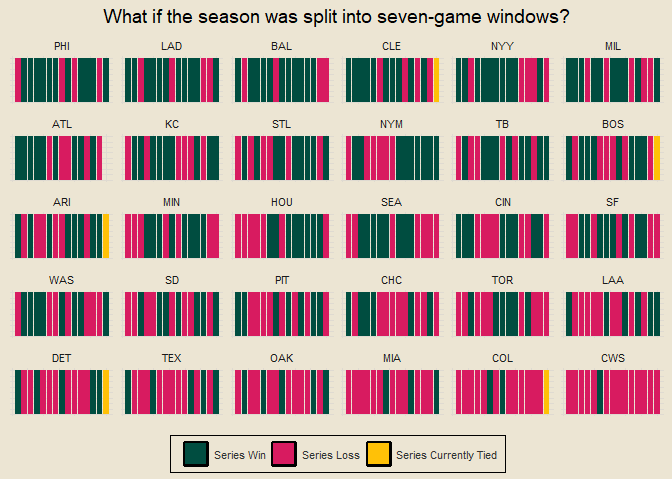 What if the season was split into seven-game windows?
PHI LAD BAL CLE NYY MIL
ATL KC STL NYM TB BOS
ARI MIN HOU SEA CIN SF
WAS SD PIT CHC TOR LAA
DET TEX OAK MIA COL CWS
Series Win Series Loss Series Currently Tied